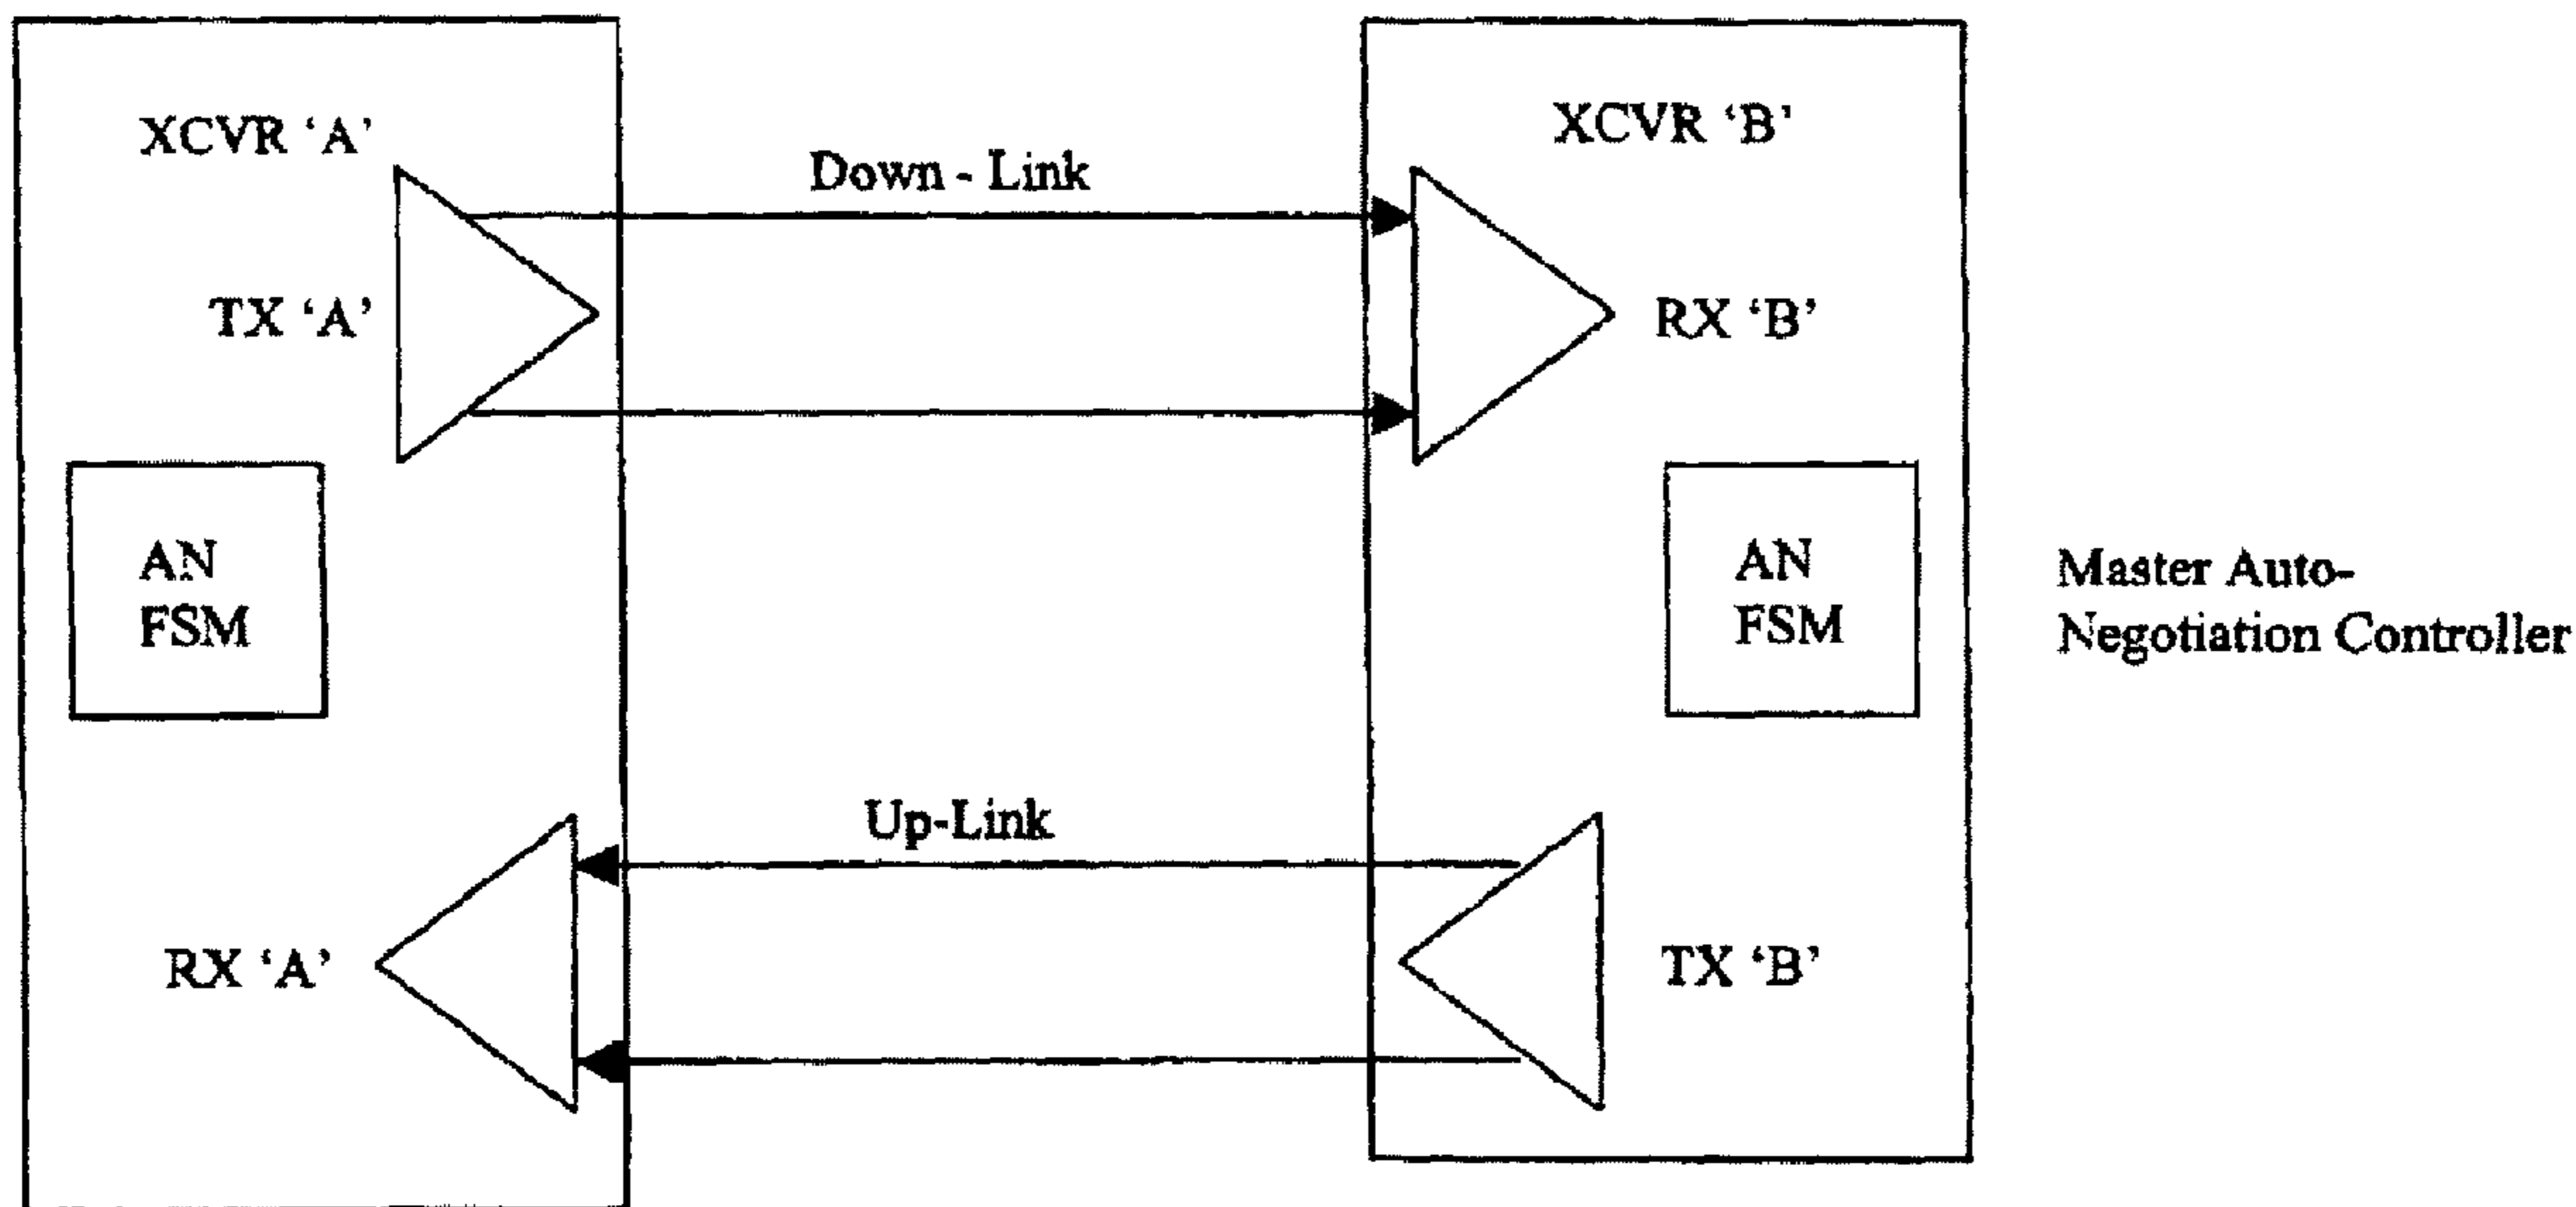 XCVR ‘A’
XCVR ‘B’
Down - Link
TX ‘A’
RX ‘B’
AN
FSM
AN
FSM
Master Auto-
Negotiation Controller
Up-Link
RX ‘A’
TX ‘B’